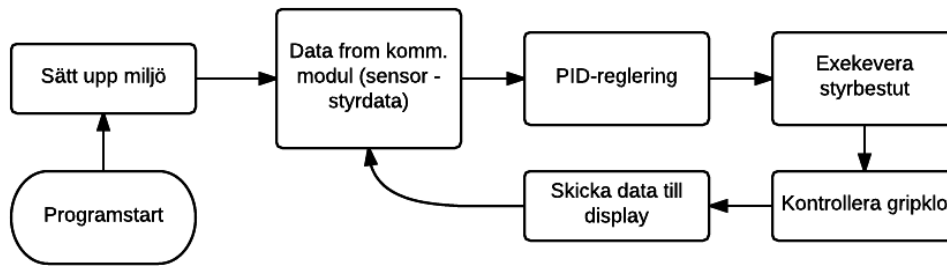 Sätt upp miljö
Data from komm.
modul (sensor -
styrdata)
PID-reglering
Exekevera
styrbestut
Programstart
Skicka data till
display
Kontrollera gripklo